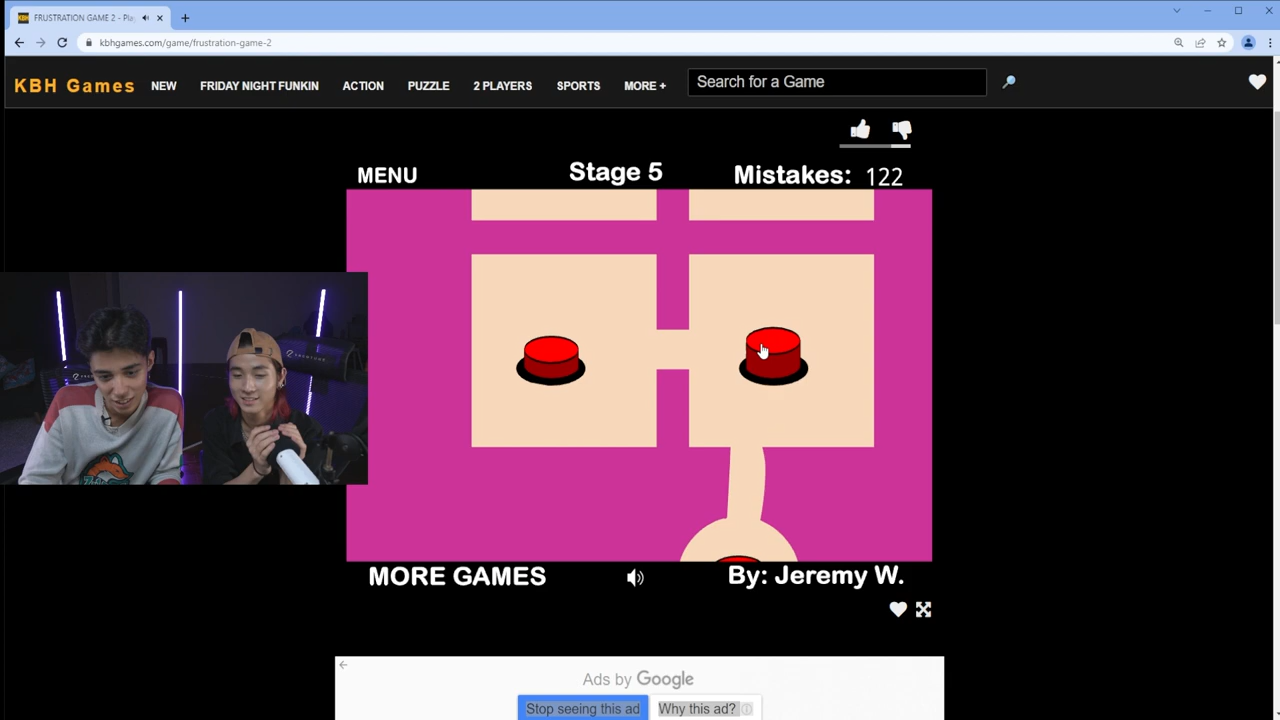 FRUSTRATION GAME 2 - Pla
kbhgames.com/game/frustration-game-2
KBH Games NEW FRIDAY NIGHT FUNKIN ACTION PUZZLE 2 PLAYERS SPORTS MORE + Search for a Game
MENU Stage 5 Mistakes: 122
MORE GAMES By: Jeremy W.
Ads by Google
Stop seeing this ad Why this ad?